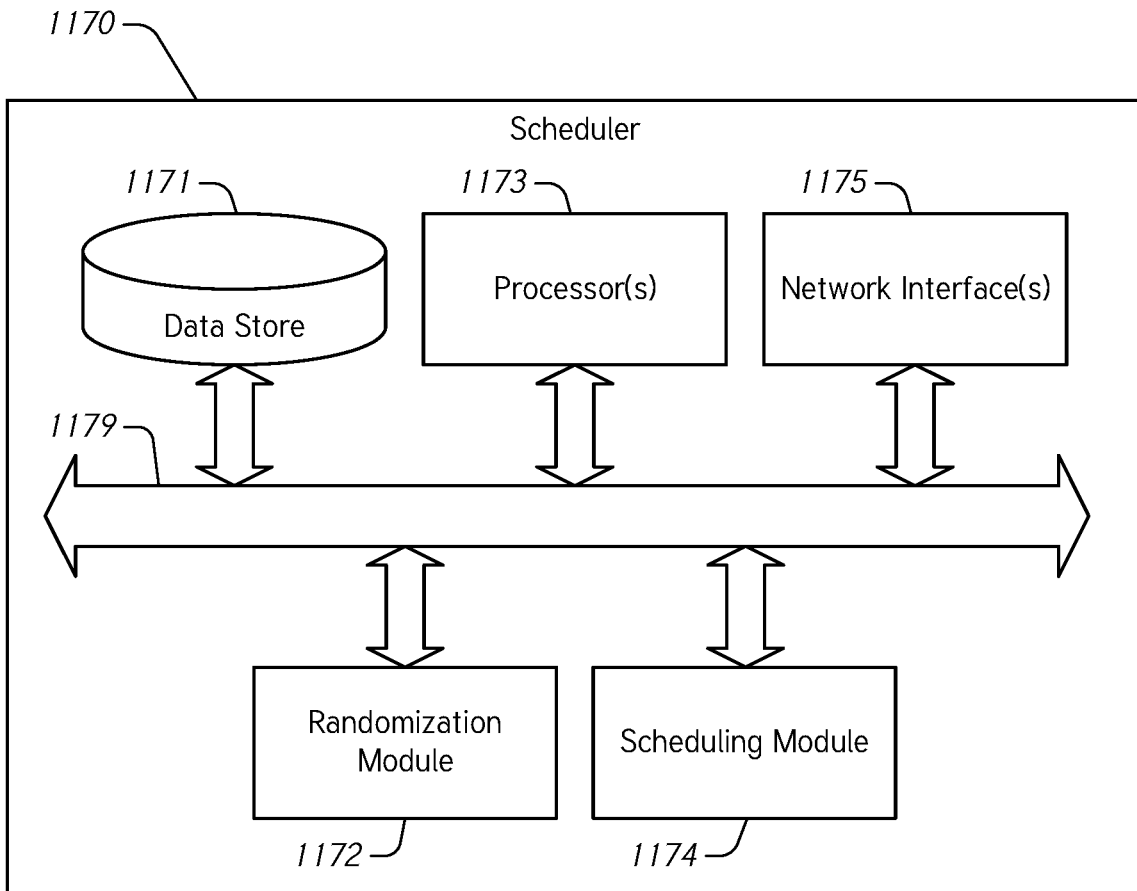 1170
Scheduler
1171
1173
1175
Data Store
Processor(s)
Network Interface(s)
1179
Randomization
Module
Scheduling Module
1172
1174